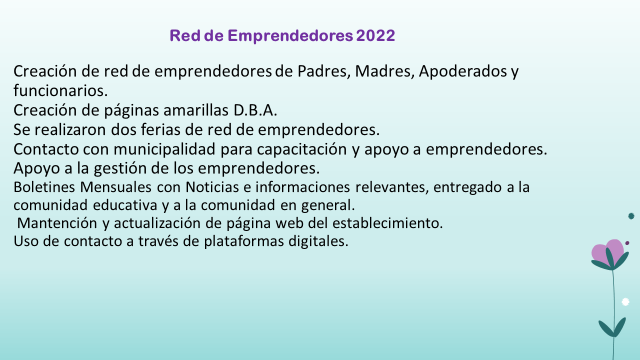 Red de Emprendedores 2022
Creación de red de emprendedores de Padres, Madres, Apoderados y
funcionarios.
Creación de páginas amarillas D.B.A.
Se realizaron dos ferias de red de emprendedores.
Contacto con municipalidad para capacitación y apoyo a emprendedores.
Apoyo a la gestión de los emprendedores.
Boletines Mensuales con Noticias e informaciones relevantes, entregado a la
comunidad educativa y a la comunidad en general.
Mantención y actualización de página web del establecimiento.
Uso de contacto a través de plataformas digitales.